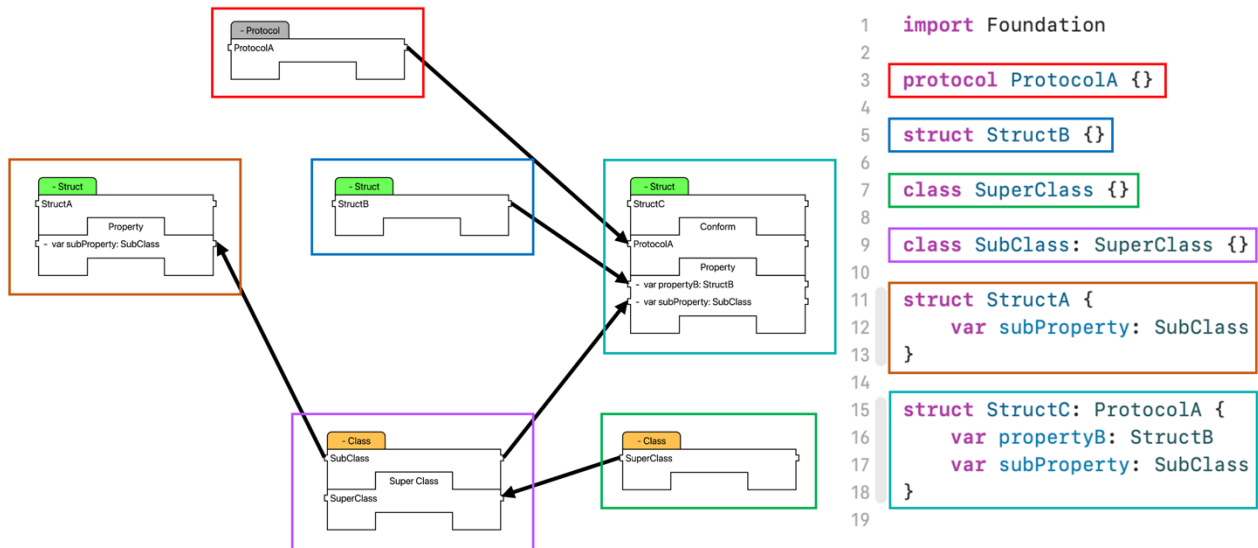 - Protocol
ProtocolA
- Struct
StructA
Property
- var subProperty: SubClass
- Struct
StructB
- Struct
StructC
Conform
ProtocolA
Property
- var propertyB: StructB
- var subProperty: SubClass
- Class
SubClass
Super Class
SuperClass
- Class
SuperClass
1 import Foundation
2
3 protocol ProtocolA {}
4
5 struct StructB {}
6
7 class SuperClass {}
8
9 class SubClass: SuperClass {}
10
11 struct StructA {
12 var subProperty: SubClass
13 }
14
15 struct StructC: ProtocolA {
16 var propertyB: StructB
17 var subProperty: SubClass
18 }
19